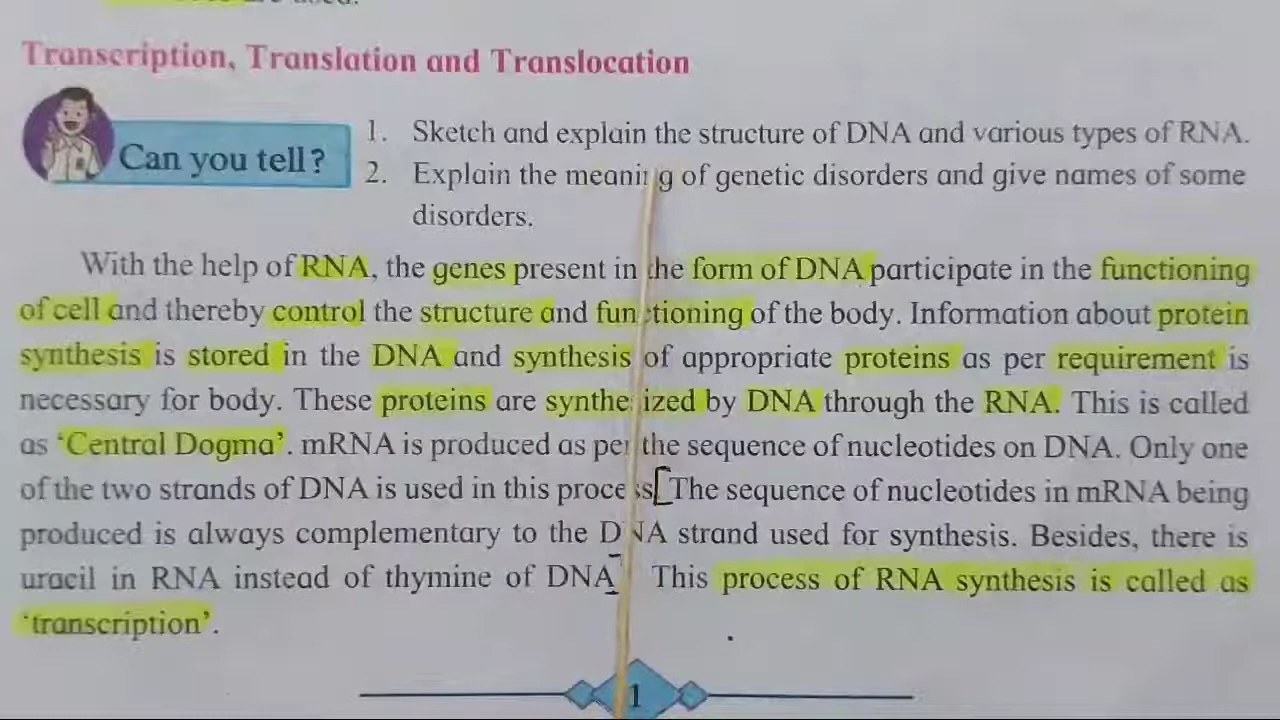 are used.
Transcription, Translation and Translocation
Can you tell?
1. Sketch and explain the structure of DNA and various types of RNA.
2. Explain the meaning of genetic disorders and give names of some
disorders.
With the help of RNA, the genes present in the form of DNA participate in the functioning
of cell and thereby control the structure and functioning of the body. Information about protein
synthesis is stored in the DNA and synthesis of appropriate proteins as per requirement is
necessary for body. These proteins are synthesized by DNA through the RNA. This is called
as ‘Central Dogma’. mRNA is produced as per the sequence of nucleotides on DNA. Only one
of the two strands of DNA is used in this process[The sequence of nucleotides in mRNA being
produced is always complementary to the DNA strand used for synthesis. Besides, there is
uracil in RNA instead of thymine of DNA] This process of RNA synthesis is called as
‘transcription’.
1